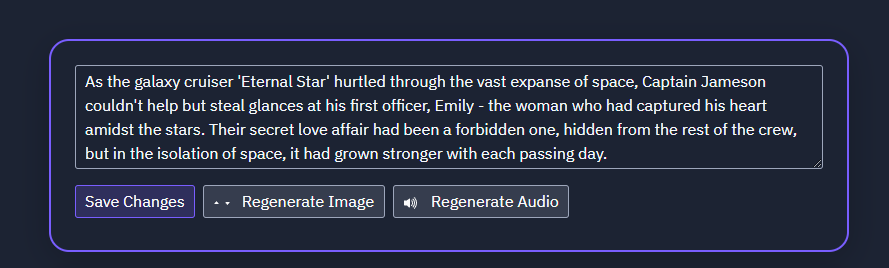 As the galaxy cruiser 'Eternal Star' hurtled through the vast expanse of space, Captain Jameson
couldn't help but steal glances at his first officer, Emily - the woman who had captured his heart
amidst the stars. Their secret love affair had been a forbidden one, hidden from the rest of the crew,
but in the isolation of space, it had grown stronger with each passing day.
Save Changes
Regenerate Image
Regenerate Audio